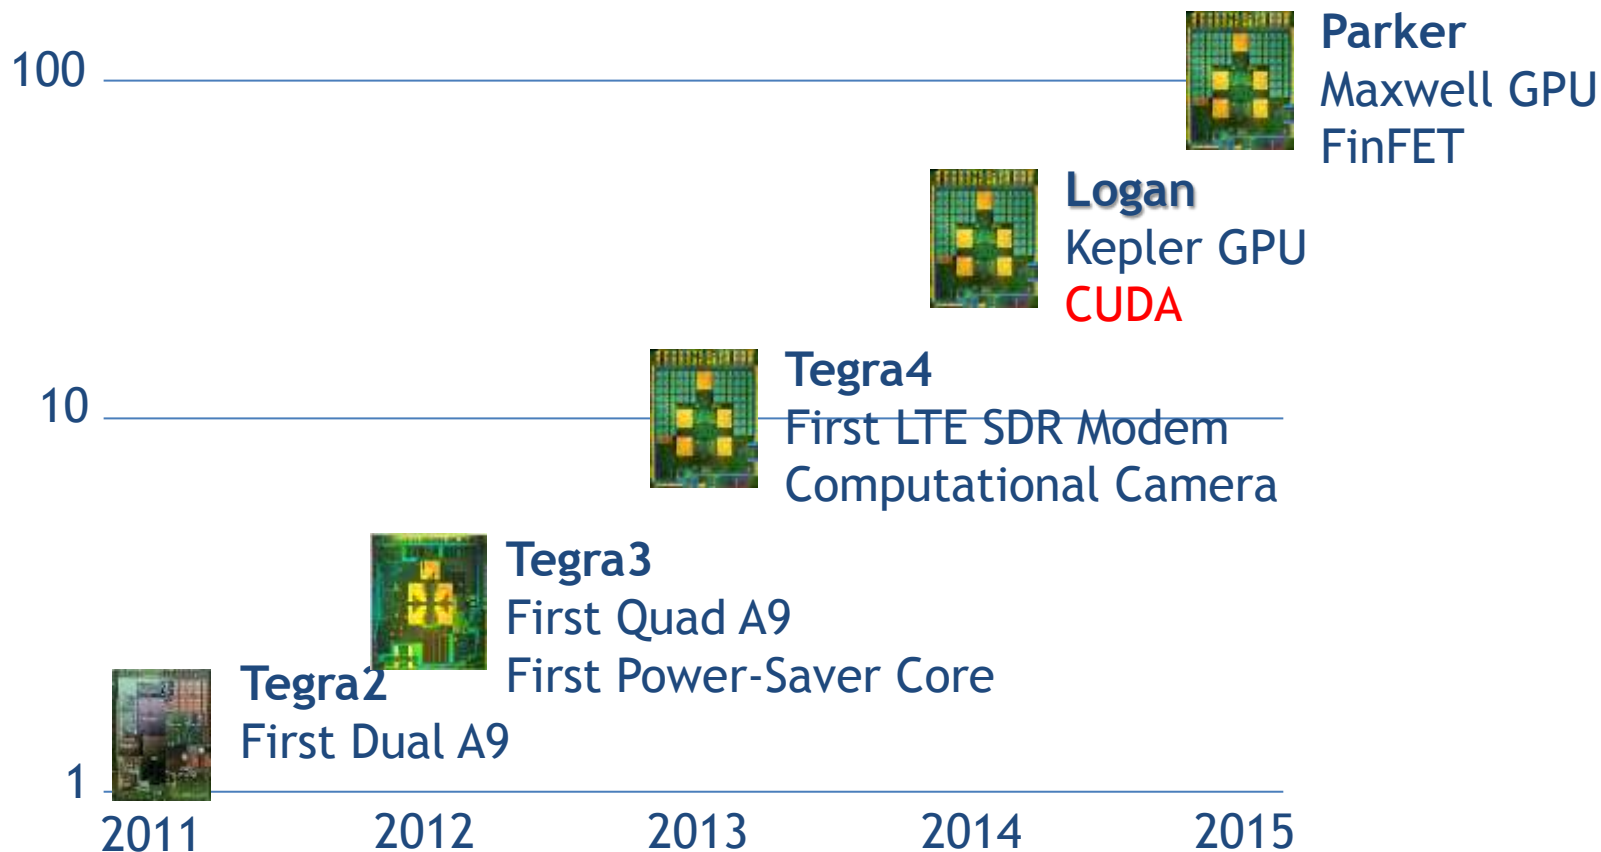 100
Parker
Maxwell GPU
FinFET
Logan
Kepler GPU
CUDA
10
Tegra4
First LTE SDR Modem
Computational Camera
Tegra3
First Quad A9
First Power-Saver Core
Tegra2
First Dual A9
1
2011 2012 2013 2014 2015